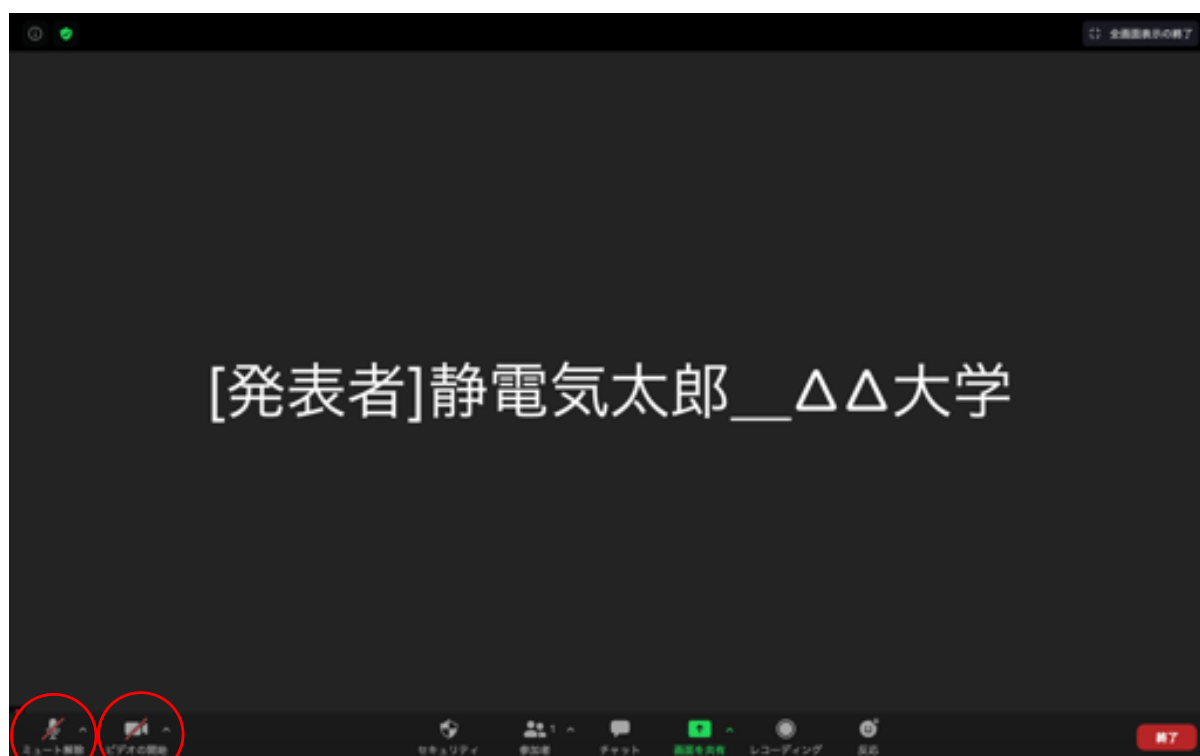 全画面表示の終了
[発表者]静電気太郎__△△大学
ミュート解除
ビデオの開始
セキュリティ
1
参加者
チャット
画面を共有
レコーディング
反応
終了